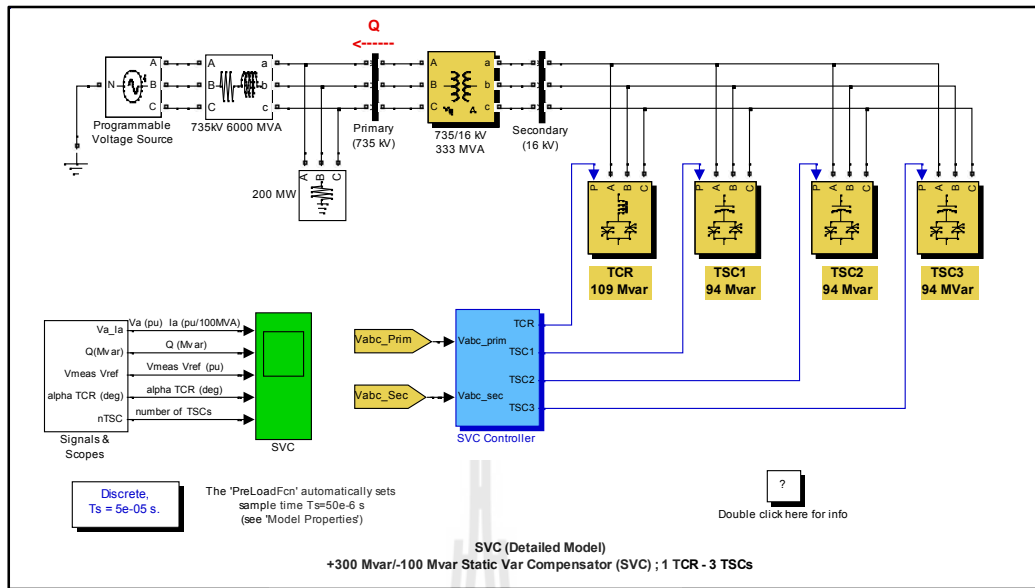 Q
A
B
C
N
A
B
C
a
b
c
A
B
C
a
b
c
Programmable
Voltage Source
735kV 6000 MVA
Primary
(735 kV)
735/16 kV
333 MVA
Secondary
(16 kV)
A B C
200 MW
P A B C
P A B C
P A B C
P A B C
TCR
109 Mvar
TSC1
94 Mvar
TSC2
94 Mvar
TSC3
94 MVar
Va_Ia
Q(Mvar)
Vmeas Vref
alpha TCR (deg)
nTSC
Va (pu) Ia (pu/100MVA)
Q (Mvar)
Vmeas Vref (pu)
alpha TCR (deg)
number of TSCs
Signals &
Scopes
SVC
Vabc_Prim
Vabc_Sec
Vabc_prim
Vabc_sec
TCR
TSC1
TSC2
TSC3
SVC Controller
Discrete,
Ts = 5e-05 s.
The 'PreLoadFcn' automatically sets
sample time Ts=50e-6 s
(see 'Model Properties')
?
Double click here for info
SVC (Detailed Model)
+300 Mvar/-100 Mvar Static Var Compensator (SVC) ; 1 TCR - 3 TSCs